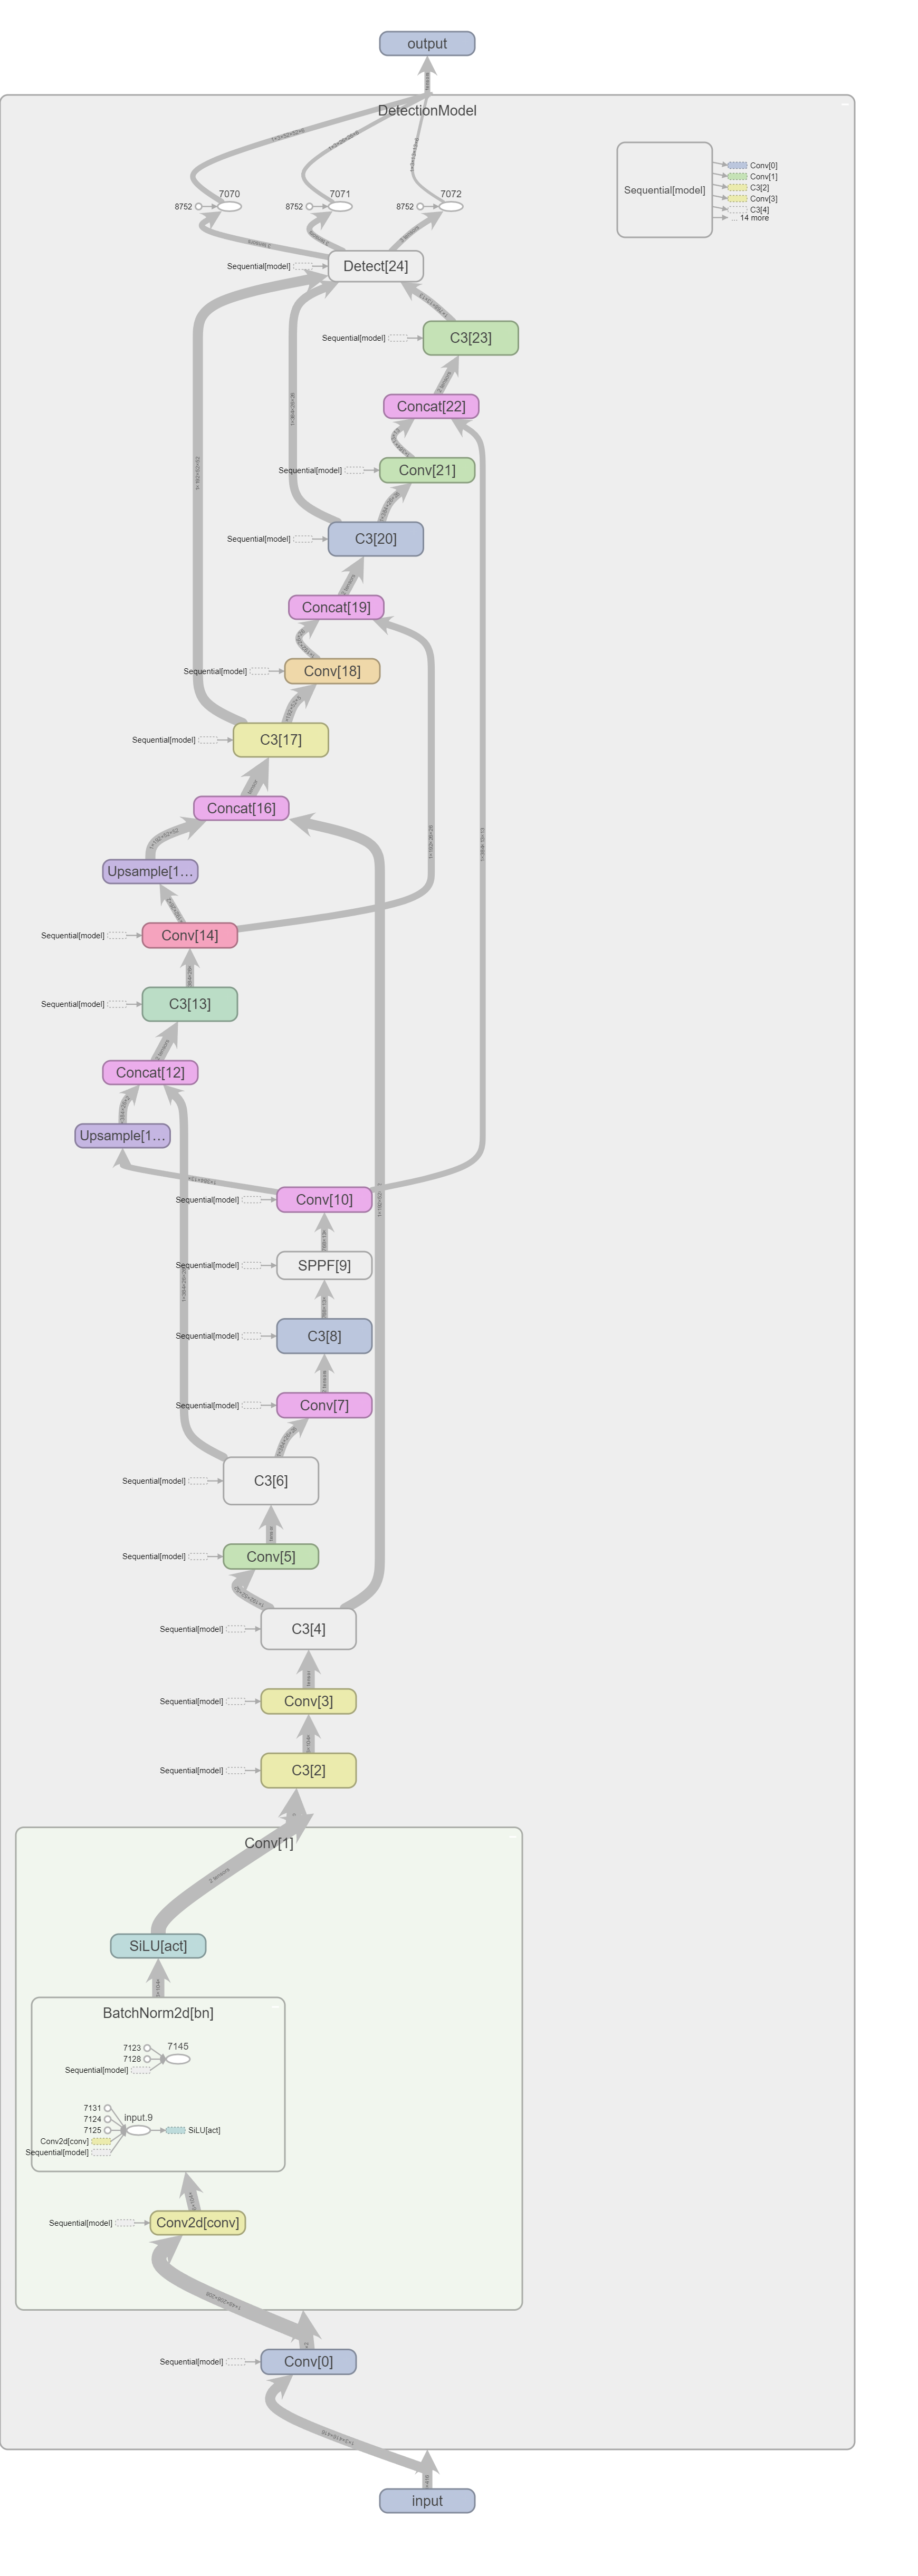 output
DetectionModel
Sequential[model]
Conv[0]
Conv[1]
C3[2]
Conv[3]
C3[4]
... 14 more
7070
7071
7072
8752
8752
8752
Sequential[model]
Detect[24]
Sequential[model]
C3[23]
Concat[22]
Sequential[model]
Conv[21]
Sequential[model]
C3[20]
Concat[19]
Sequential[model]
Conv[18]
Sequential[model]
C3[17]
Concat[16]
Upsample[1...
Sequential[model]
Conv[14]
Sequential[model]
C3[13]
Concat[12]
Upsample[1...
Sequential[model]
Conv[10]
Sequential[model]
SPPF[9]
Sequential[model]
C3[8]
Sequential[model]
Conv[7]
Sequential[model]
C3[6]
Sequential[model]
Conv[5]
Sequential[model]
C3[4]
Sequential[model]
Conv[3]
Sequential[model]
C3[2]
Conv[1]
2 tensors
SiLU[act]
BatchNorm2d[bn]
7123
7145
7128
Sequential[model]
7131
7124
input.9
7125
SiLU[act]
Conv2d[conv]
Sequential[model]
Sequential[model]
Conv2d[conv]
Sequential[model]
Conv[0]
input